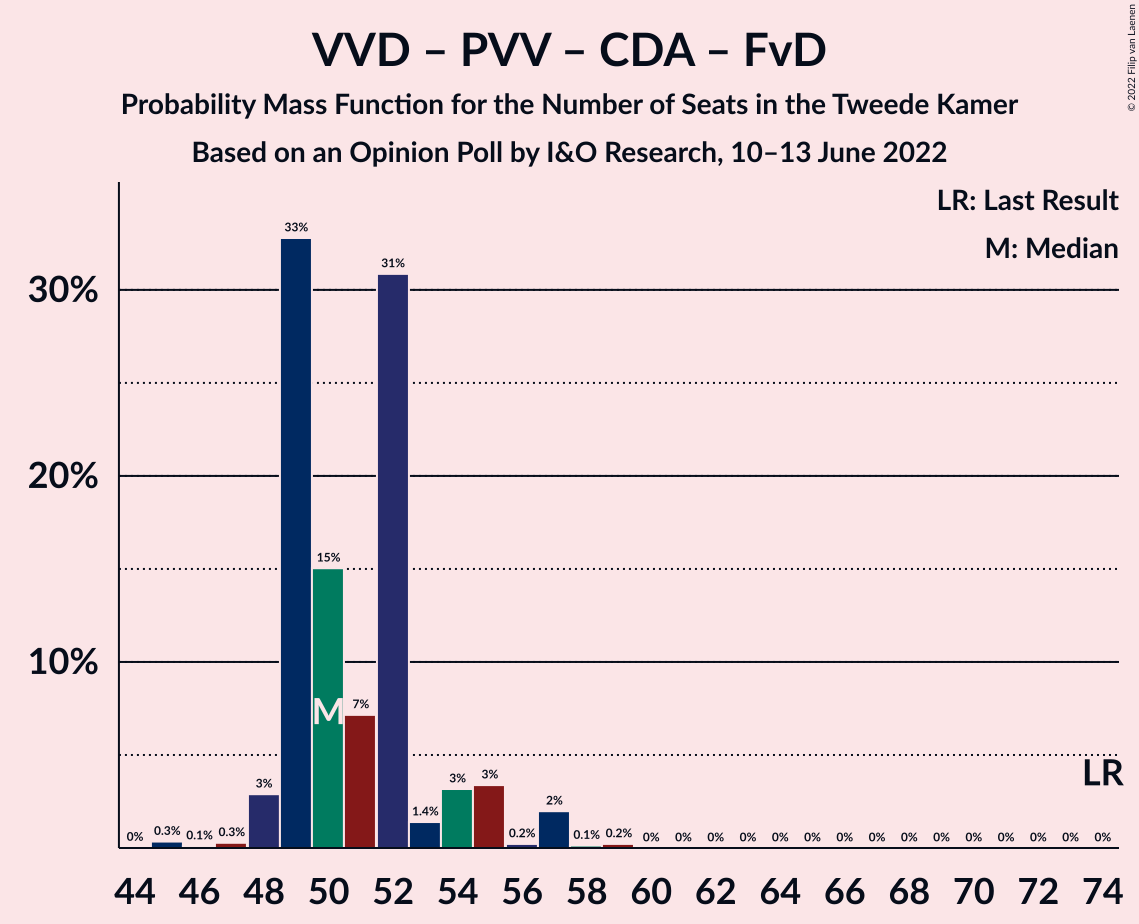 VVD – PVV – CDA – FvD
Probability Mass Function for the Number of Seats in the Tweede Kamer
Based on an Opinion Poll by I&O Research, 10–13 June 2022
© 2022 Filip van Laenen
LR: Last Result
M: Median
30%
20%
10%
0% 0.3% 0.1% 0.3% 3% 33% 15% 7% 31% 1.4% 3% 3% 0.2% 2% 0.1% 0.2% 0% 0% 0% 0% 0% 0% 0% 0% 0% 0% 0% 0% 0% 0% 0%
M
LR
44 46 48 50 52 54 56 58 60 62 64 66 68 70 72 74